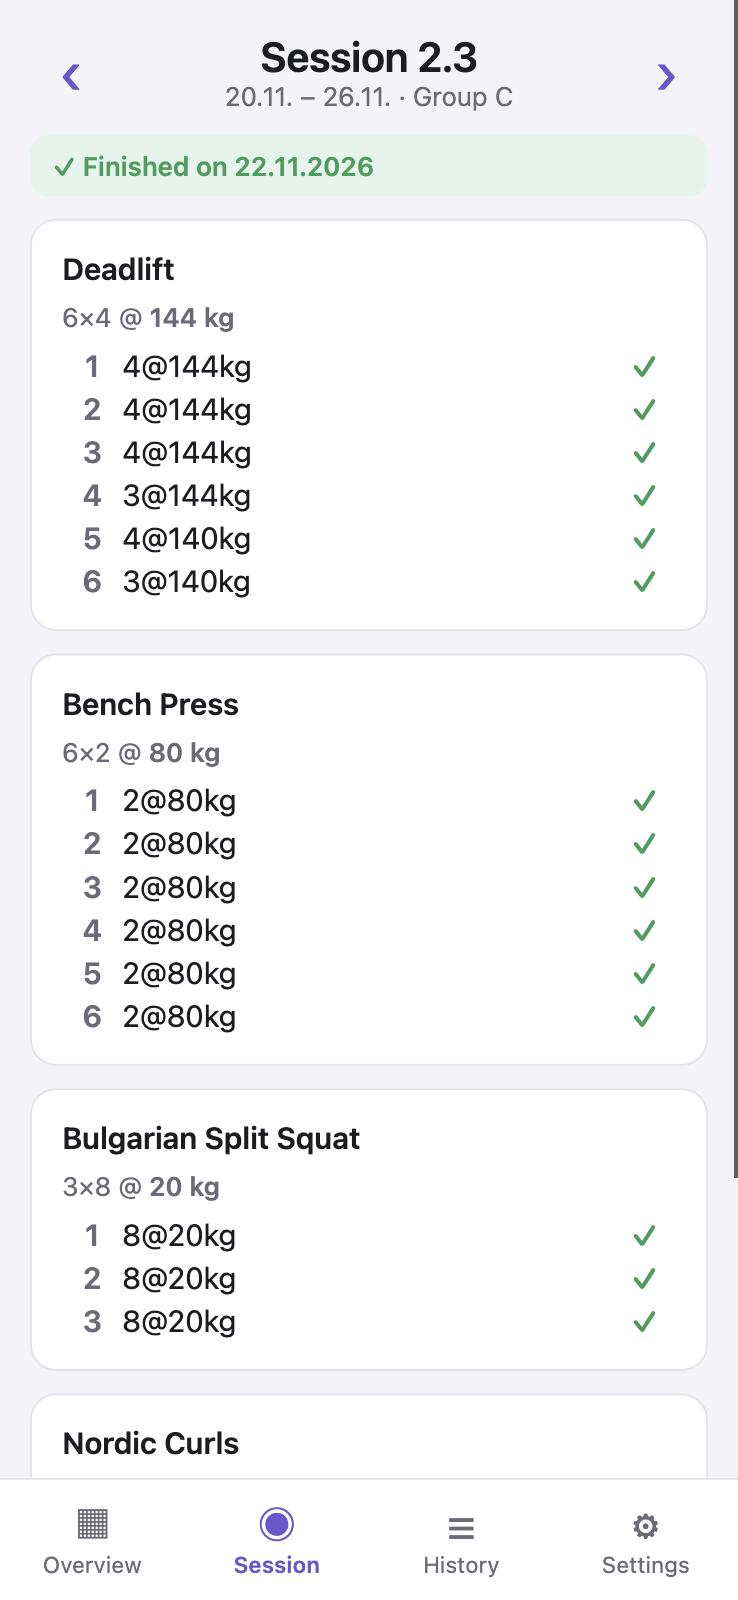 Session 2.3
20.11. – 26.11. · Group C
✓ Finished on 22.11.2026
Deadlift
6×4 @ 144 kg
1 4@144kg ✓
2 4@144kg ✓
3 4@144kg ✓
4 3@144kg ✓
5 4@140kg ✓
6 3@140kg ✓
Bench Press
6×2 @ 80 kg
1 2@80kg ✓
2 2@80kg ✓
3 2@80kg ✓
4 2@80kg ✓
5 2@80kg ✓
6 2@80kg ✓
Bulgarian Split Squat
3×8 @ 20 kg
1 8@20kg ✓
2 8@20kg ✓
3 8@20kg ✓
Nordic Curls
Overview Session History Settings